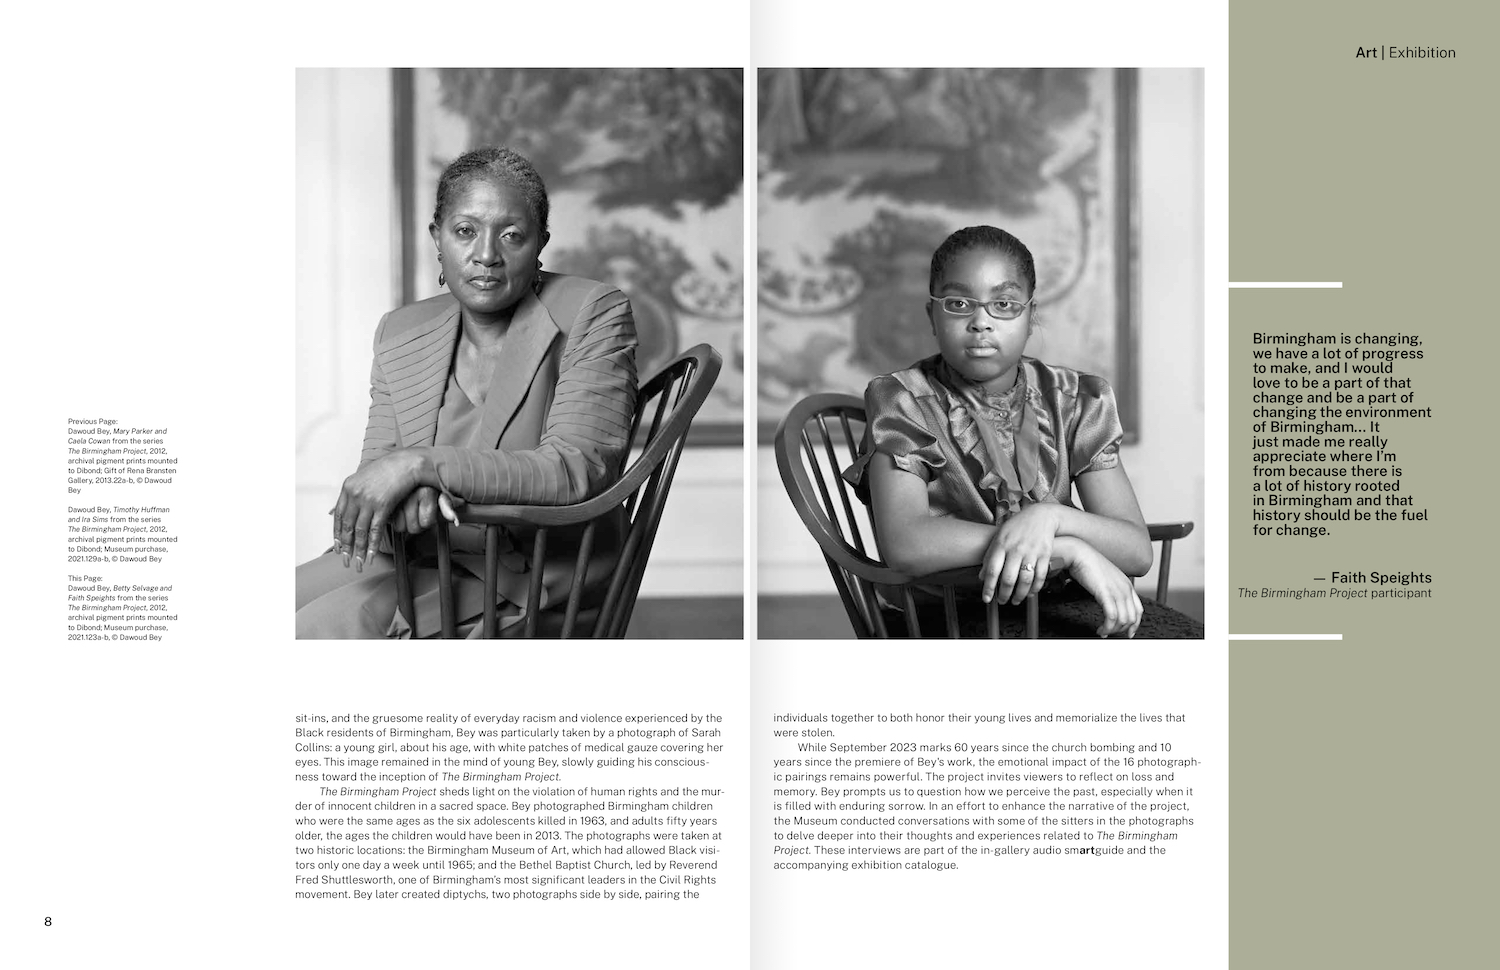 Art | Exhibition
Previous Page:
Dawoud Bey, Mary Parker and
Caela Cowan from the series
The Birmingham Project, 2012,
archival pigment prints mounted
to Dibond; Gift of Rena Bransten
Gallery, 2013.22a-b, © Dawoud
Bey
Dawoud Bey, Timothy Huffman
and Ira Sims from the series
The Birmingham Project, 2012,
archival pigment prints mounted
to Dibond; Museum purchase,
2021.129a-b, © Dawoud Bey
This Page:
Dawoud Bey, Betty Selvage and
Faith Speights from the series
The Birmingham Project, 2012,
archival pigment prints mounted
to Dibond; Museum purchase,
2021.123a-b, © Dawoud Bey
sit-ins, and the gruesome reality of everyday racism and violence experienced by the
Black residents of Birmingham, Bey was particularly taken by a photograph of Sarah
Collins: a young girl, about his age, with white patches of medical gauze covering her
eyes. This image remained in the mind of young Bey, slowly guiding his conscious-
ness toward the inception of The Birmingham Project.
The Birmingham Project sheds light on the violation of human rights and the mur-
der of innocent children in a sacred space. Bey photographed Birmingham children
who were the same ages as the six adolescents killed in 1963, and adults fifty years
older, the ages the children would have been in 2013. The photographs were taken at
two historic locations: the Birmingham Museum of Art, which had allowed Black visi-
tors only one day a week until 1965; and the Bethel Baptist Church, led by Reverend
Fred Shuttlesworth, one of Birmingham's most significant leaders in the Civil Rights
movement. Bey later created diptychs, two photographs side by side, pairing the
individuals together to both honor their young lives and memorialize the lives that
were stolen.
While September 2023 marks 60 years since the church bombing and 10
years since the premiere of Bey's work, the emotional impact of the 16 photograph-
ic pairings remains powerful. The project invites viewers to reflect on loss and
memory. Bey prompts us to question how we perceive the past, especially when it
is filled with enduring sorrow. In an effort to enhance the narrative of the project,
the Museum conducted conversations with some of the sitters in the photographs
to delve deeper into their thoughts and experiences related to The Birmingham
Project. These interviews are part of the in-gallery audio smartguide and the
accompanying exhibition catalogue.
Birmingham is changing,
we have a lot of progress
to make, and I would
love to be a part of that
change and be a part of
changing the environment
of Birmingham... It
just made me really
appreciate where I'm
from because there is
a lot of history rooted
in Birmingham and that
history should be the fuel
for change.
— Faith Speights
The Birmingham Project participant
8